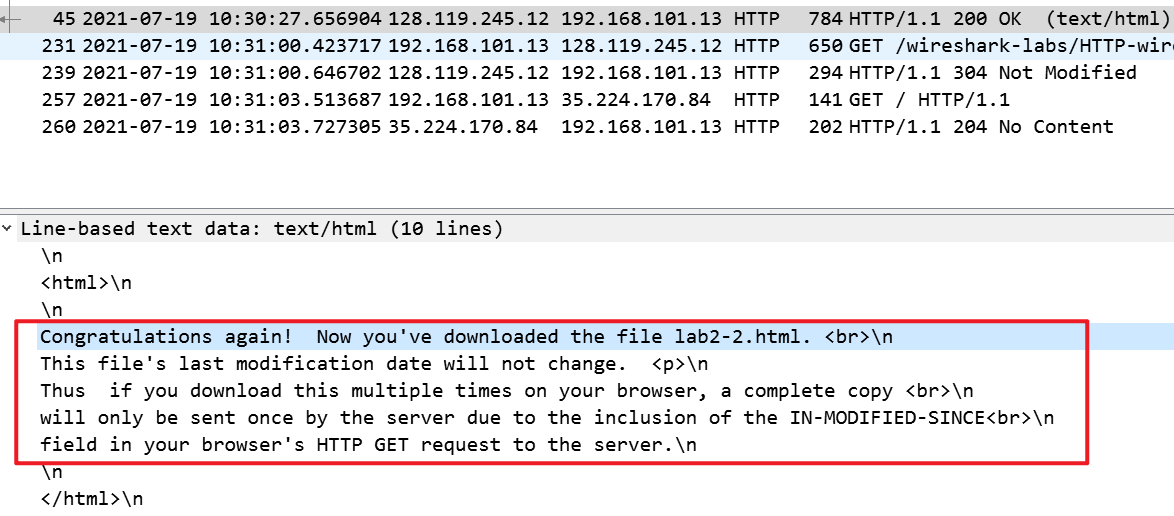 45 2021-07-19 10:30:27.656904 128.119.245.12 192.168.101.13 HTTP 784 HTTP/1.1 200 OK (text/html)
231 2021-07-19 10:31:00.423717 192.168.101.13 128.119.245.12 HTTP 650 GET /wireshark-labs/HTTP-wire
239 2021-07-19 10:31:00.646702 128.119.245.12 192.168.101.13 HTTP 294 HTTP/1.1 304 Not Modified
257 2021-07-19 10:31:03.513687 192.168.101.13 35.224.170.84 HTTP 141 GET / HTTP/1.1
260 2021-07-19 10:31:03.727305 35.224.170.84 192.168.101.13 HTTP 202 HTTP/1.1 204 No Content
Line-based text data: text/html (10 lines)
\n
<html>\n
\n
Congratulations again!  Now you've downloaded the file lab2-2.html. <br>\n
This file's last modification date will not change.  <p>\n
Thus  if you download this multiple times on your browser, a complete copy <br>\n
will only be sent once by the server due to the inclusion of the IN-MODIFIED-SINCE<br>\n
field in your browser's HTTP GET request to the server.\n
\n
</html>\n